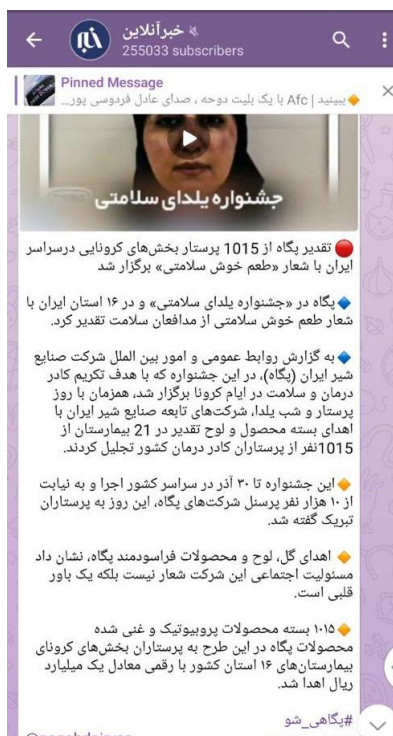 خبرآنلاین
255033 subscribers
Pinned Message
ببینید | Afc با یک بلیت دوحه ، صدای عادل فردوسی پور...
جشنواره یلدای سلامتی
تقدیر پگاه از 1015 پرستار بخش‌های کرونایی درسراسر
ایران با شعار «طعم خوش سلامتی» برگزار شد
پگاه در «جشنواره یلدای سلامتی» و در ۱۶ استان ایران با
شعار طعم خوش سلامتی از مدافعان سلامت تقدیر کرد.
به گزارش روابط عمومی و امور بین الملل شرکت صنایع
شیر ایران (پگاه)، در این جشنواره که با هدف تکریم کادر
درمان و سلامت در ایام کرونا برگزار شد، همزمان با روز
پرستار و شب یلدا، شرکت‌های تابعه صنایع شیر ایران با
اهدای بسته محصول و لوح تقدیر در 21 بیمارستان از
1015نفر از پرستاران کادر درمان کشور تجلیل کردند.
این جشنواره تا ۳۰ آذر در سراسر کشور اجرا و به نیابت
از ۱۰ هزار نفر پرسنل شرکت‌های پگاه، این روز به پرستاران
تبریک گفته شد.
اهدای گل، لوح و محصولات فراسودمند پگاه، نشان داد
مسئولیت اجتماعی این شرکت شعار نیست بلکه یک باور
قلبی است.
۱۰۱۵ بسته محصولات پروبیوتیک و غنی شده
محصولات پگاه در این طرح به پرستاران بخش‌های کرونای
بیمارستان‌های ۱۶ استان کشور با رقمی معادل یک میلیارد
ریال اهدا شد.
#پگاهی_شو